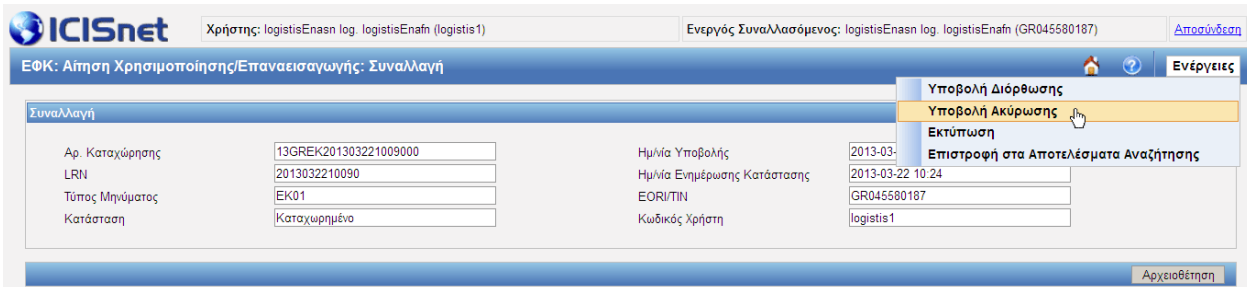 ICISnet Χρήστης: logistisEnasn log. logistisEnafn (logistis1) Ενεργός Συναλλασόμενος: logistisEnasn log. logistisEnafn (GR045580187) Αποσύνδεση
ΕΦΚ: Αίτηση Χρησιμοποίησης/Επαναεισαγωγής: Συναλλαγή Ενέργειες
Υποβολή Διόρθωσης
Υποβολή Ακύρωσης
Εκτύπωση
Επιστροφή στα Αποτελέσματα Αναζήτησης
Συναλλαγή
Αρ. Καταχώρησης 13GREK201303221009000 Ημ/νία Υποβολής 2013-03-
LRN 2013032210090 Ημ/νία Ενημέρωσης Κατάστασης 2013-03-22 10:24
Τύπος Μηνύματος EK01 EORI/TIN GR045580187
Κατάσταση Καταχωρημένο Κωδικός Χρήστη logistis1
Αρχειοθέτηση